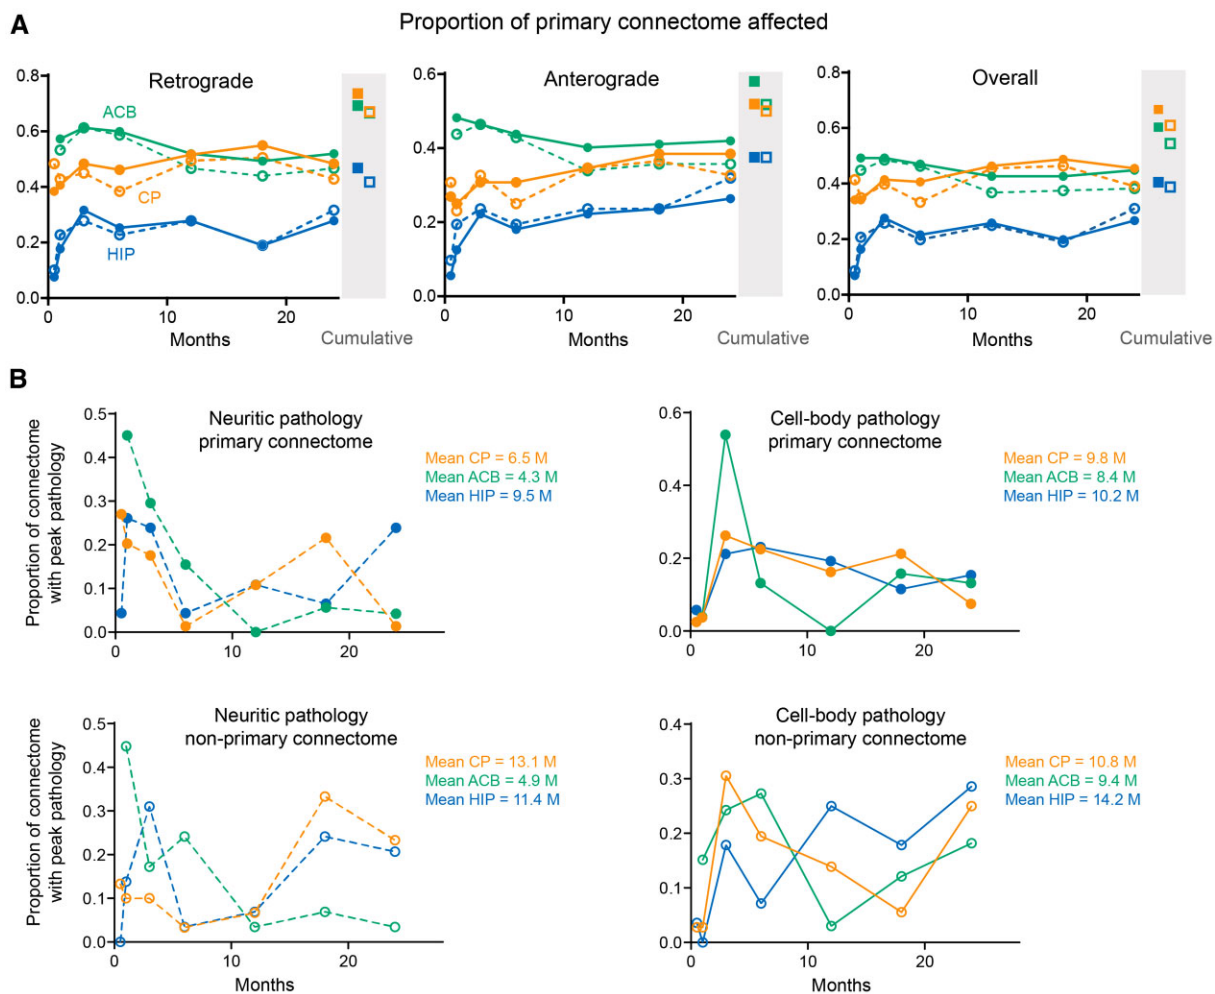 A
Proportion of primary connectome affected
Retrograde
0.8
0.6
0.4
0.2
0.0
ACB
CP
HIP
0
10
20
Months
Cumulative
Anterograde
0.6
0.4
0.2
0.0
0
10
20
Months
Cumulative
Overall
0.8
0.6
0.4
0.2
0.0
0
10
20
Months
Cumulative
B
Proportion of connectome
with peak pathology
Neuritic pathology
primary connectome
0.5
0.4
0.3
0.2
0.1
0.0
0
10
20
Mean CP = 6.5 M
Mean ACB = 4.3 M
Mean HIP = 9.5 M
Cell-body pathology
primary connectome
0.6
0.4
0.2
0.0
0
10
20
Mean CP = 9.8 M
Mean ACB = 8.4 M
Mean HIP = 10.2 M
Proportion of connectome
with peak pathology
Neuritic pathology
non-primary connectome
0.5
0.4
0.3
0.2
0.1
0.0
0
10
20
Months
Mean CP = 13.1 M
Mean ACB = 4.9 M
Mean HIP = 11.4 M
Cell-body pathology
non-primary connectome
0.4
0.3
0.2
0.1
0.0
0
10
20
Months
Mean CP = 10.8 M
Mean ACB = 9.4 M
Mean HIP = 14.2 M